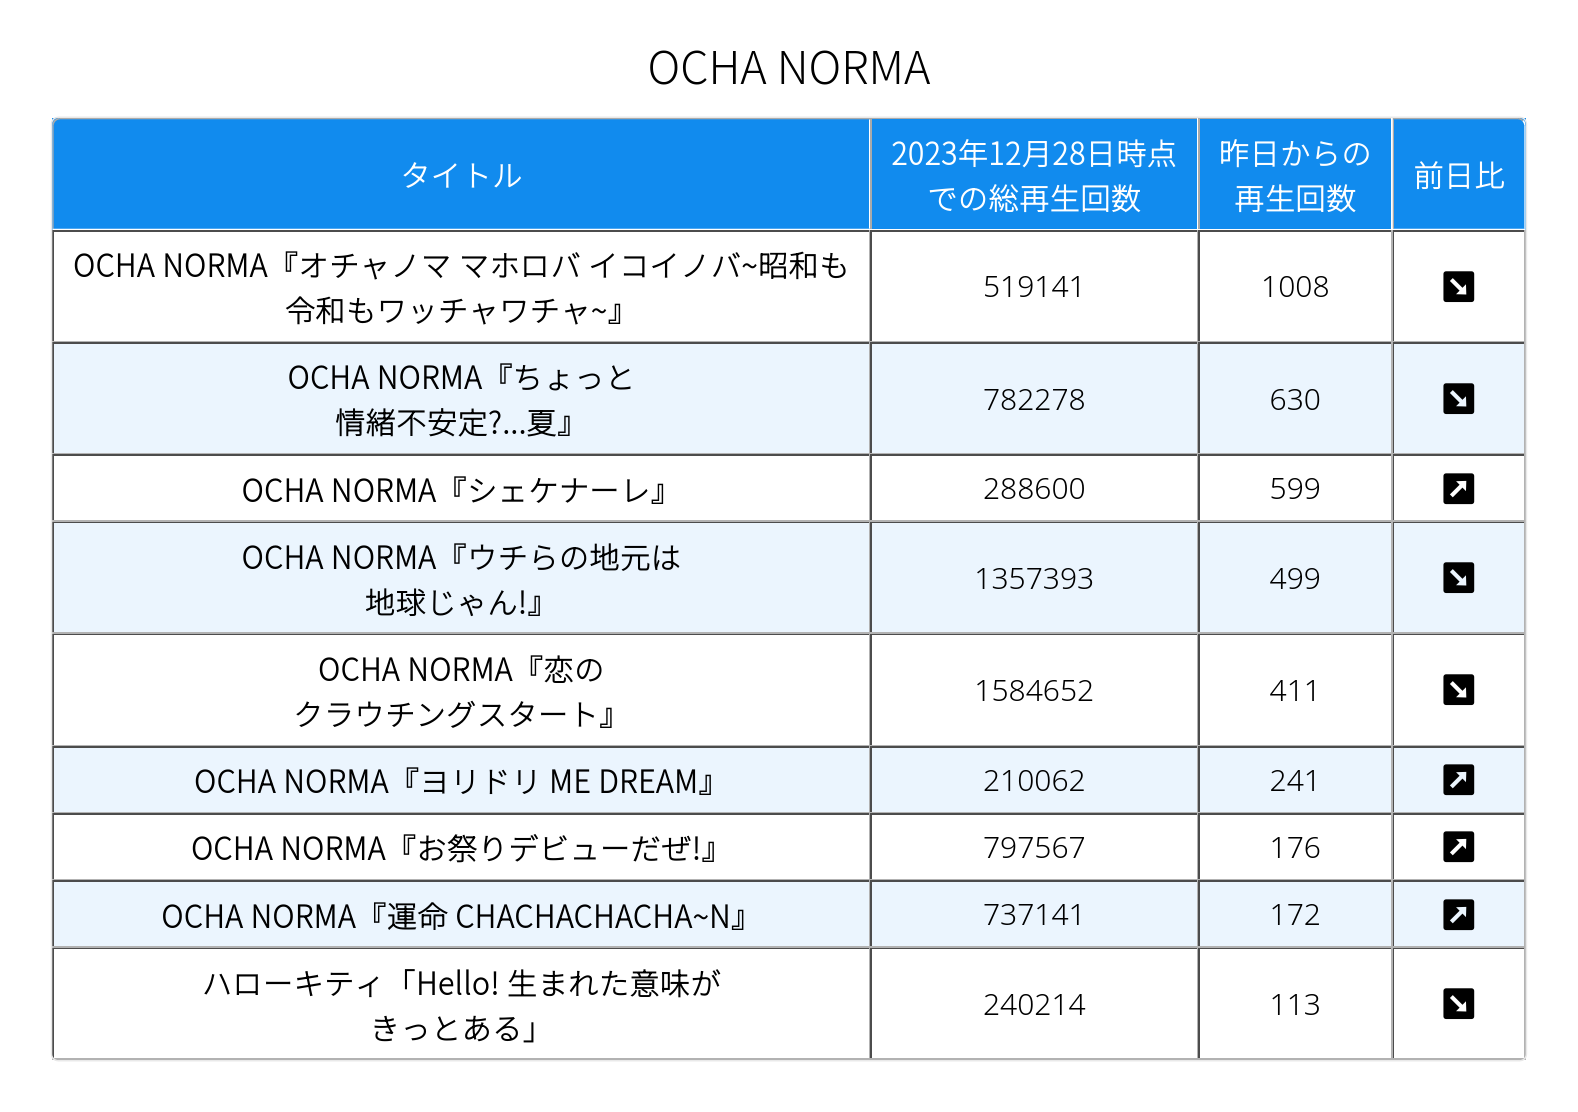 OCHA NORMA
タイトル
2023年12月28日時点
での総再生回数
昨日からの
再生回数
前日比
OCHA NORMA『オチャノマ マホロバ イコイノバ~昭和も
令和もワッチャワチャ~』
519141
1008
↘
OCHA NORMA『ちょっと
情緒不安定?...夏』
782278
630
↘
OCHA NORMA『シェケナーレ』
288600
599
↗
OCHA NORMA『ウチらの地元は
地球じゃん!』
1357393
499
↘
OCHA NORMA『恋の
クラウチングスタート』
1584652
411
↘
OCHA NORMA『ヨリドリ ME DREAM』
210062
241
↗
OCHA NORMA『お祭りデビューだぜ!』
797567
176
↗
OCHA NORMA『運命 CHACHACHACHA~N』
737141
172
↗
ハローキティ「Hello! 生まれた意味が
きっとある」
240214
113
↘